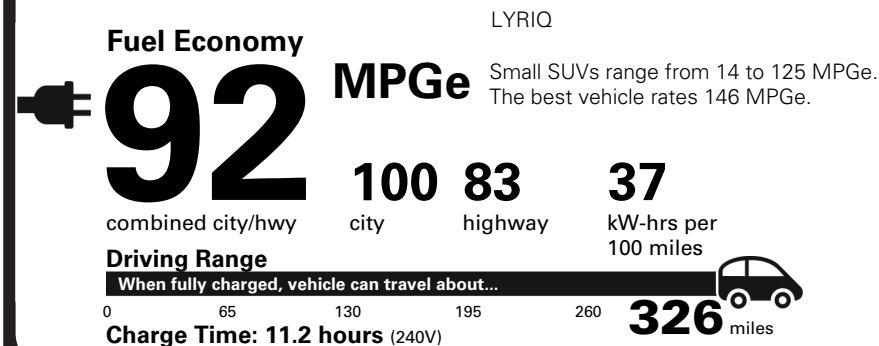 LYRIQ
Fuel Economy
92 MPGe
Small SUVs range from 14 to 125 MPGe.
The best vehicle rates 146 MPGe.
100 83 37
combined city/hwy city highway kW-hrs per
100 miles
Driving Range
When fully charged, vehicle can travel about...
0 65 130 195 260 326 miles
Charge Time: 11.2 hours (240V)